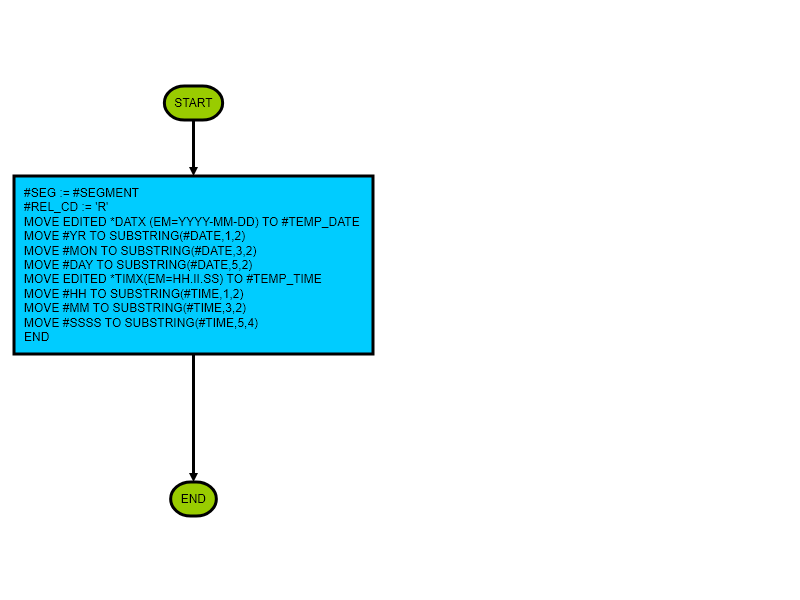 START
#SEG := #SEGMENT
#REL_CD := 'R'
MOVE EDITED *DATX (EM=YYYY-MM-DD) TO #TEMP_DATE
MOVE #YR TO SUBSTRING(#DATE,1,2)
MOVE #MON TO SUBSTRING(#DATE,3,2)
MOVE #DAY TO SUBSTRING(#DATE,5,2)
MOVE EDITED *TIMX(EM=HH.II.SS) TO #TEMP_TIME
MOVE #HH TO SUBSTRING(#TIME,1,2)
MOVE #MM TO SUBSTRING(#TIME,3,2)
MOVE #SSSS TO SUBSTRING(#TIME,5,4)
END
END